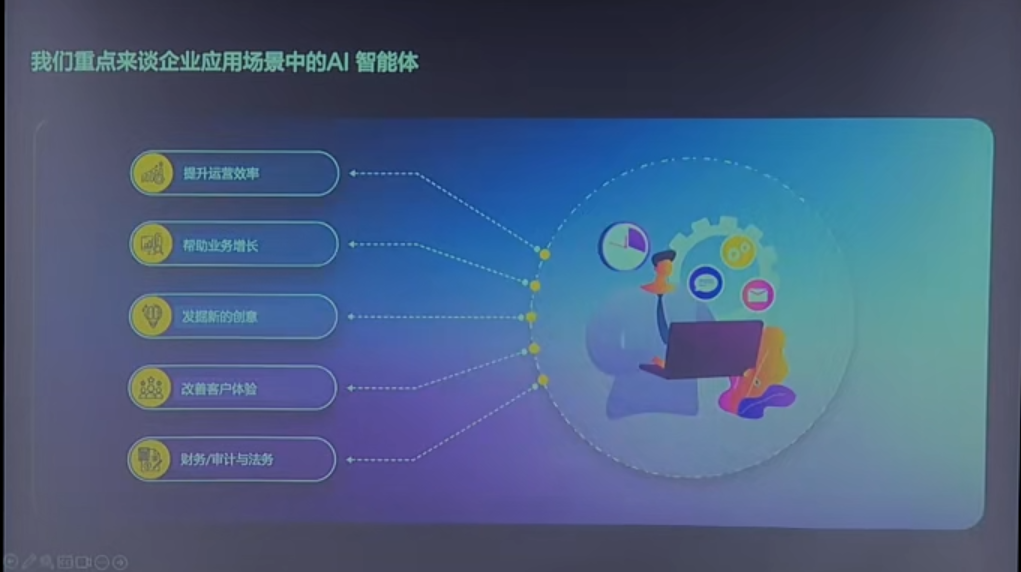 我们重点来谈企业应用场景中的AI 智能体
提升运营效率
帮助业务增长
发掘新的创意
改善客户体验
财务/审计与法务